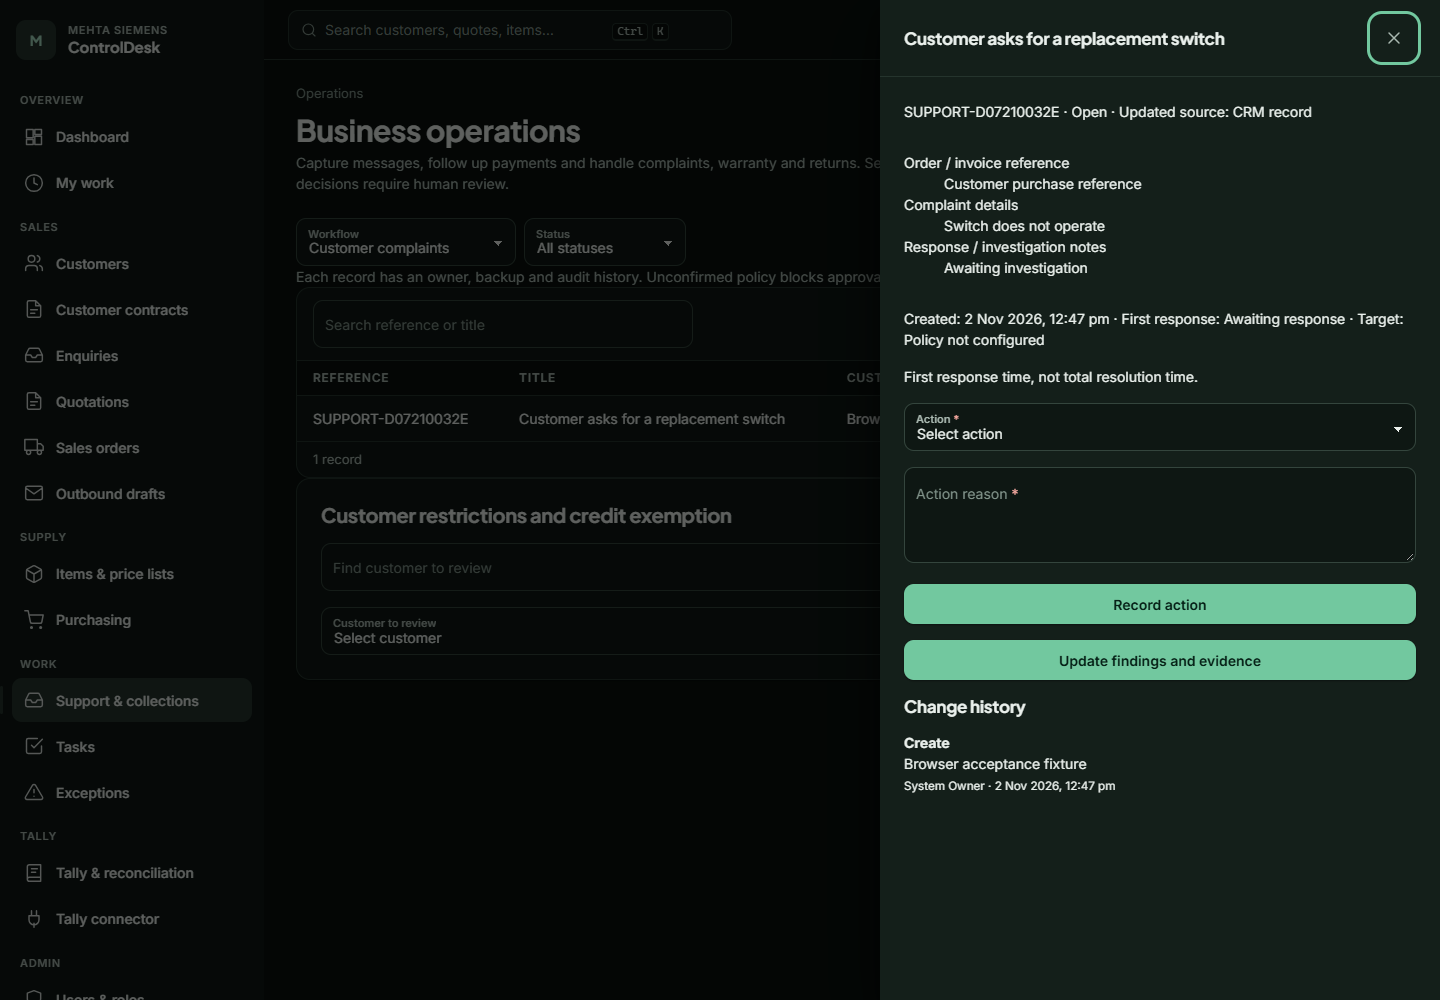 M
MEHTA SIEMENS
ControlDesk
OVERVIEW
Dashboard
My work
SALES
Customers
Customer contracts
Enquiries
Quotations
Sales orders
Outbound drafts
SUPPLY
Items & price lists
Purchasing
WORK
Support & collections
Tasks
Exceptions
TALLY
Tally & reconciliation
Tally connector
ADMIN
Users & roles
Search customers, quotes, items...
Ctrl K
Operations
Business operations
Capture messages, follow up payments and handle complaints, warranty and returns. Se
decisions require human review.
Workflow
Customer complaints
Status
All statuses
Each record has an owner, backup and audit history. Unconfirmed policy blocks approva
Search reference or title
REFERENCE TITLE CUST
SUPPORT-D07210032E Customer asks for a replacement switch Brow
1 record
Customer restrictions and credit exemption
Find customer to review
Customer to review
Select customer
Customer asks for a replacement switch
SUPPORT-D07210032E · Open · Updated source: CRM record
Order / invoice reference
Customer purchase reference
Complaint details
Switch does not operate
Response / investigation notes
Awaiting investigation
Created: 2 Nov 2026, 12:47 pm · First response: Awaiting response · Target:
Policy not configured
First response time, not total resolution time.
Action *
Select action
Action reason *
Record action
Update findings and evidence
Change history
Create
Browser acceptance fixture
System Owner · 2 Nov 2026, 12:47 pm